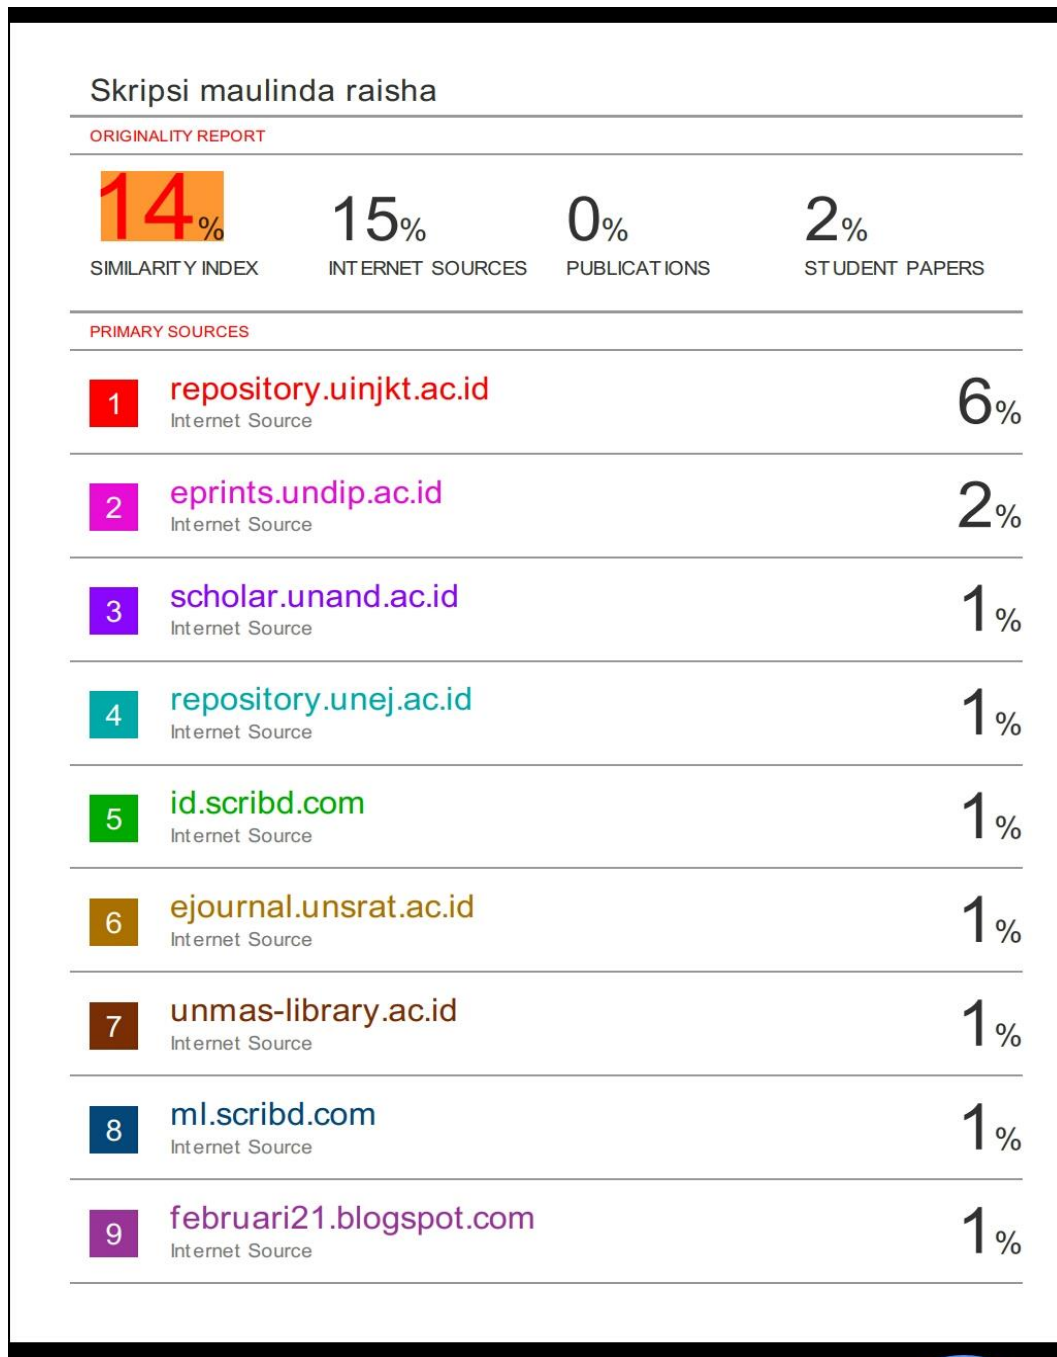 Skripsi maulinda raisha
ORIGINALITY REPORT
14% 15% 0% 2%
SIMILARITY INDEX INTERNET SOURCES PUBLICATIONS STUDENT PAPERS
PRIMARY SOURCES
1 repository.uinjkt.ac.id 6%
Internet Source
2 eprints.undip.ac.id 2%
Internet Source
3 scholar.unand.ac.id 1%
Internet Source
4 repository.unej.ac.id 1%
Internet Source
5 id.scribd.com 1%
Internet Source
6 ejournal.unsrat.ac.id 1%
Internet Source
7 unmas-library.ac.id 1%
Internet Source
8 ml.scribd.com 1%
Internet Source
9 februari21.blogspot.com 1%
Internet Source